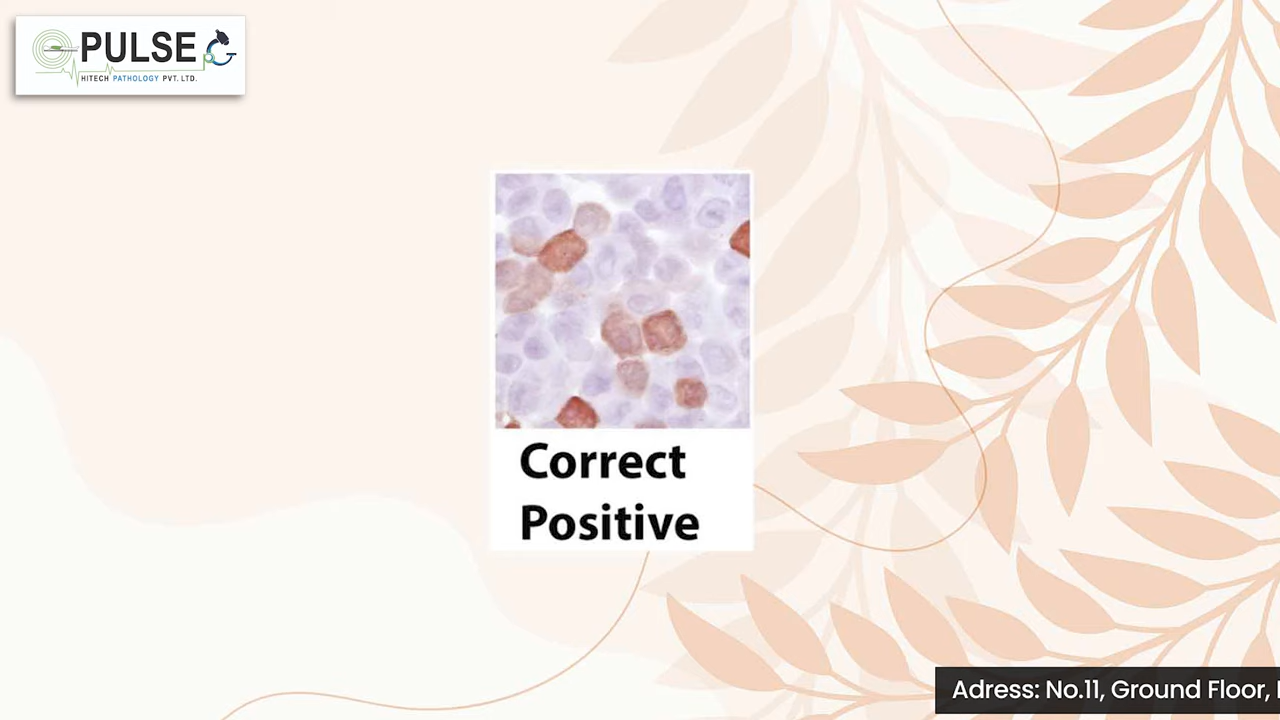 PULSE
HITECH PATHOLOGY PVT. LTD.
Correct
Positive
Adress: No.11, Ground Floor,